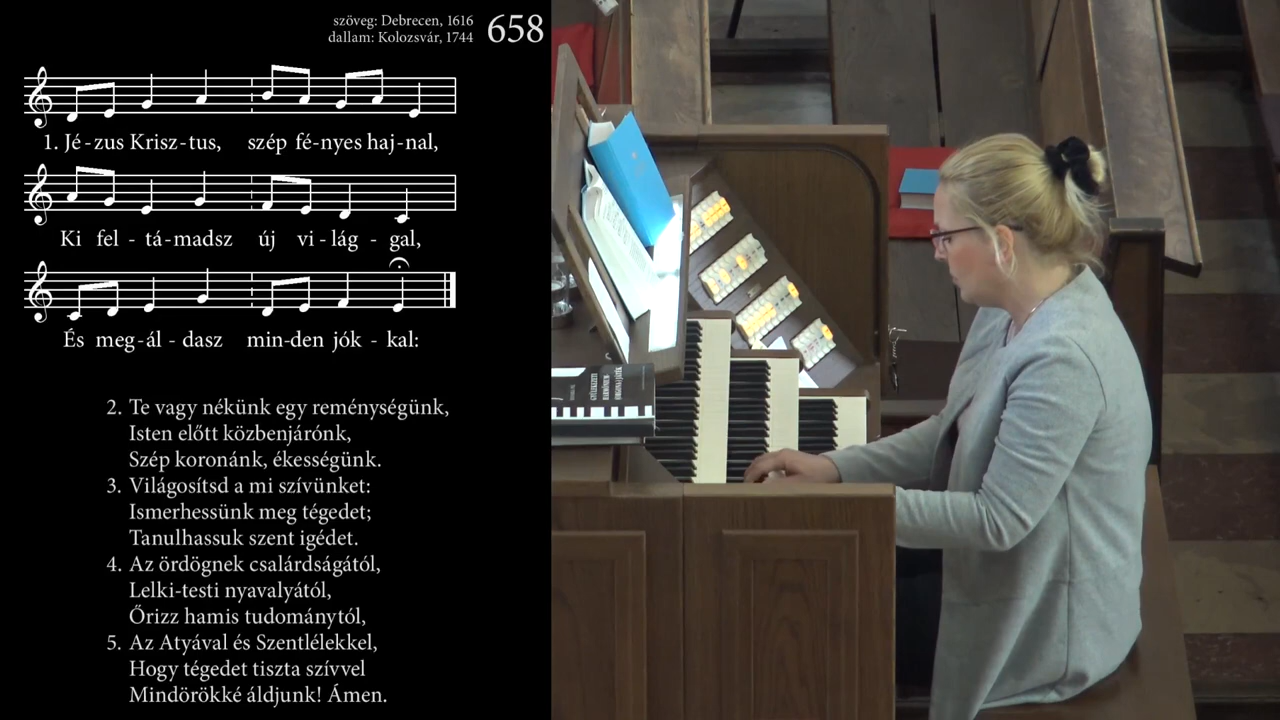 szöveg: Debrecen, 1616
dallam: Kolozsvár, 1744
658
1. Jé-zus Krisz-tus, szép fé-nyes haj-nal,
Ki fel-tá-madsz új vi-lág-gal,
És meg-ál-dasz min-den jók-kal:
2. Te vagy nékünk egy reménységünk,
Isten előtt közbenjárónk,
Szép koronánk, ékességünk.
3. Világosítsd a mi szívünket:
Ismerhessünk meg tégedet;
Tanulhassuk szent igédet.
4. Az ördögnek csalárdságától,
Lelki-testi nyavalyától,
Őrizz hamis tudománytól,
5. Az Atyával és Szentlélekkel,
Hogy tégedet tiszta szívvel
Mindörökké áldjunk! Ámen.